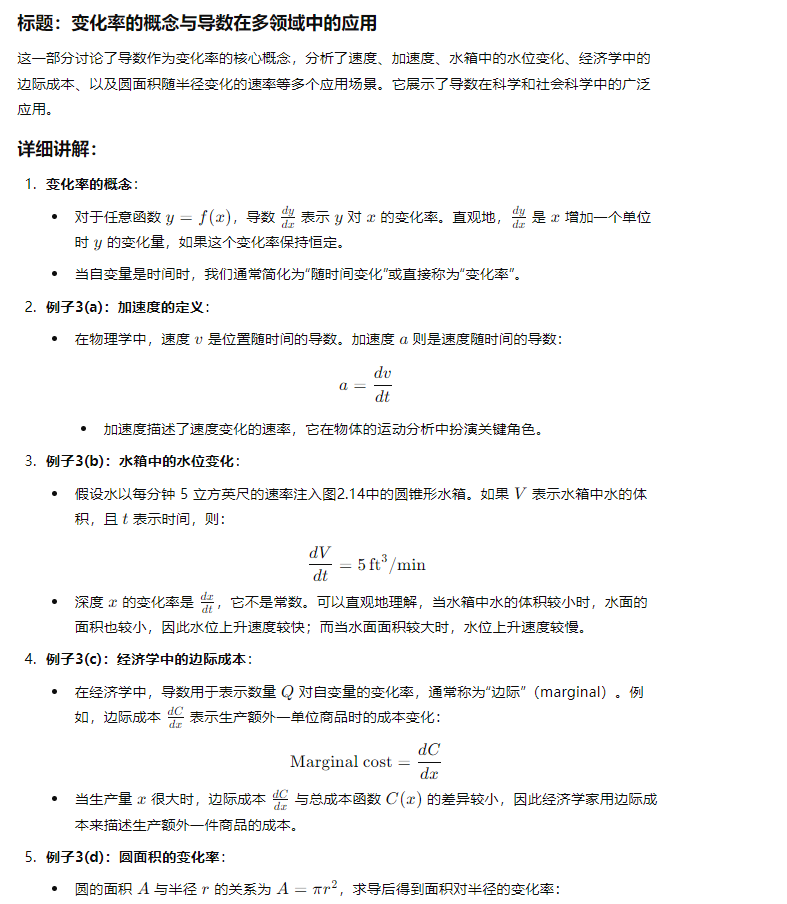 标题：变化率的概念与导数在多领域中的应用
这一部分讨论了导数作为变化率的核心概念，分析了速度、加速度、水箱中的水位变化、经济学中的
边际成本、以及圆面积随半径变化的速率等多个应用场景。它展示了导数在科学和社会科学中的广泛
应用。
详细讲解：
1. 变化率的概念：
• 对于任意函数 y = f(x)，导数 dy/dx 表示 y 对 x 的变化率。直观地，dy/dx 是 x 增加一个单位
时 y 的变化量，如果这个变化率保持恒定。
• 当自变量是时间时，我们通常简化为“随时间变化”或直接称为“变化率”。
2. 例子3(a)：加速度的定义：
• 在物理学中，速度 v 是位置随时间的导数。加速度 a 则是速度随时间的导数：
a = dv/dt
• 加速度描述了速度变化的速率，它在物体的运动分析中扮演关键角色。
3. 例子3(b)：水箱中的水位变化：
• 假设水以每分钟 5 立方英尺的速率注入图2.14中的圆锥形水箱。如果 V 表示水箱中水的体
积，且 t 表示时间，则：
dV/dt = 5 ft³/min
• 深度 x 的变化率是 dx/dt，它不是常数。可以直观地理解，当水箱中水的体积较小时，水面的
面积也较小，因此水位上升速度较快；而当水面面积较大时，水位上升速度较慢。
4. 例子3(c)：经济学中的边际成本：
• 在经济学中，导数用于表示数量 Q 对自变量的变化率，通常称为“边际”（marginal）。例
如，边际成本 dC/dx 表示生产额外一单位商品时的成本变化：
Marginal cost = dC/dx
• 当生产量 x 很大时，边际成本 dC/dx 与总成本函数 C(x) 的差异较小，因此经济学家用边际成
本来描述生产额外一件商品的成本。
5. 例子3(d)：圆面积的变化率：
• 圆的面积 A 与半径 r 的关系为 A = πr²，求导后得到面积对半径的变化率：